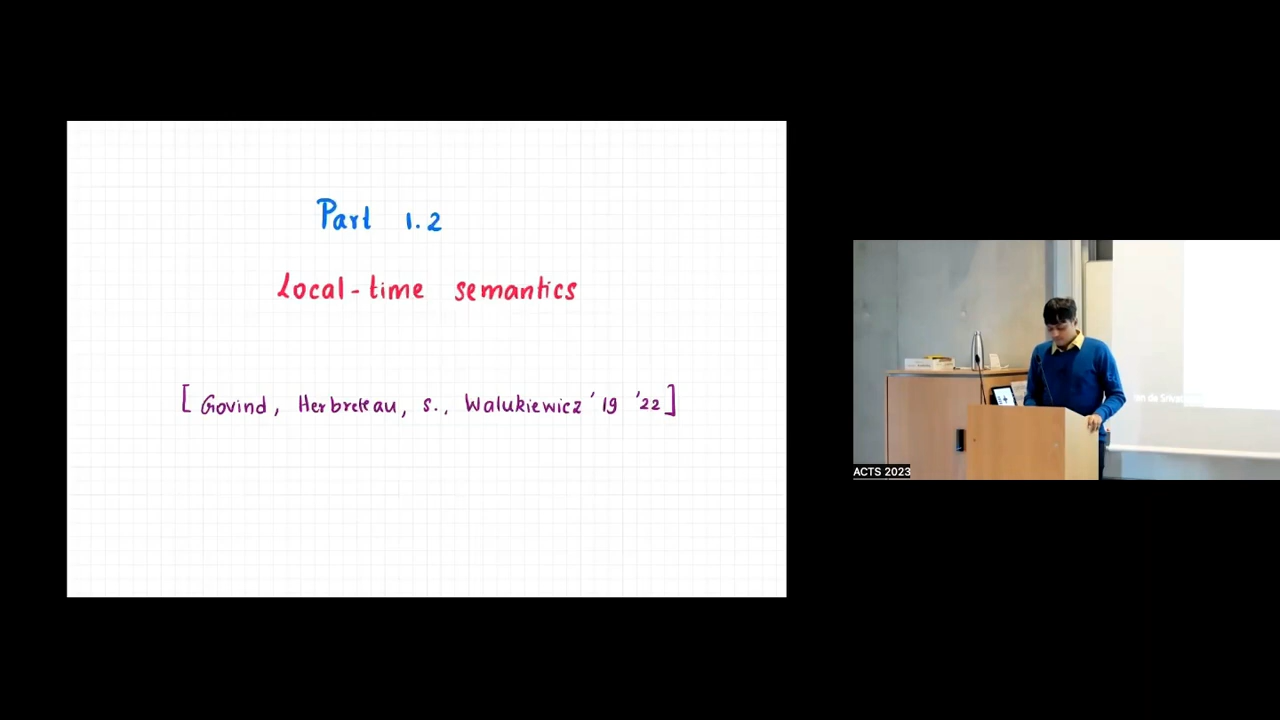 Part 1.2
Local-time semantics
[Govind, Herbreteau, S., Walukiewicz '19 '22]
ACTS 2023